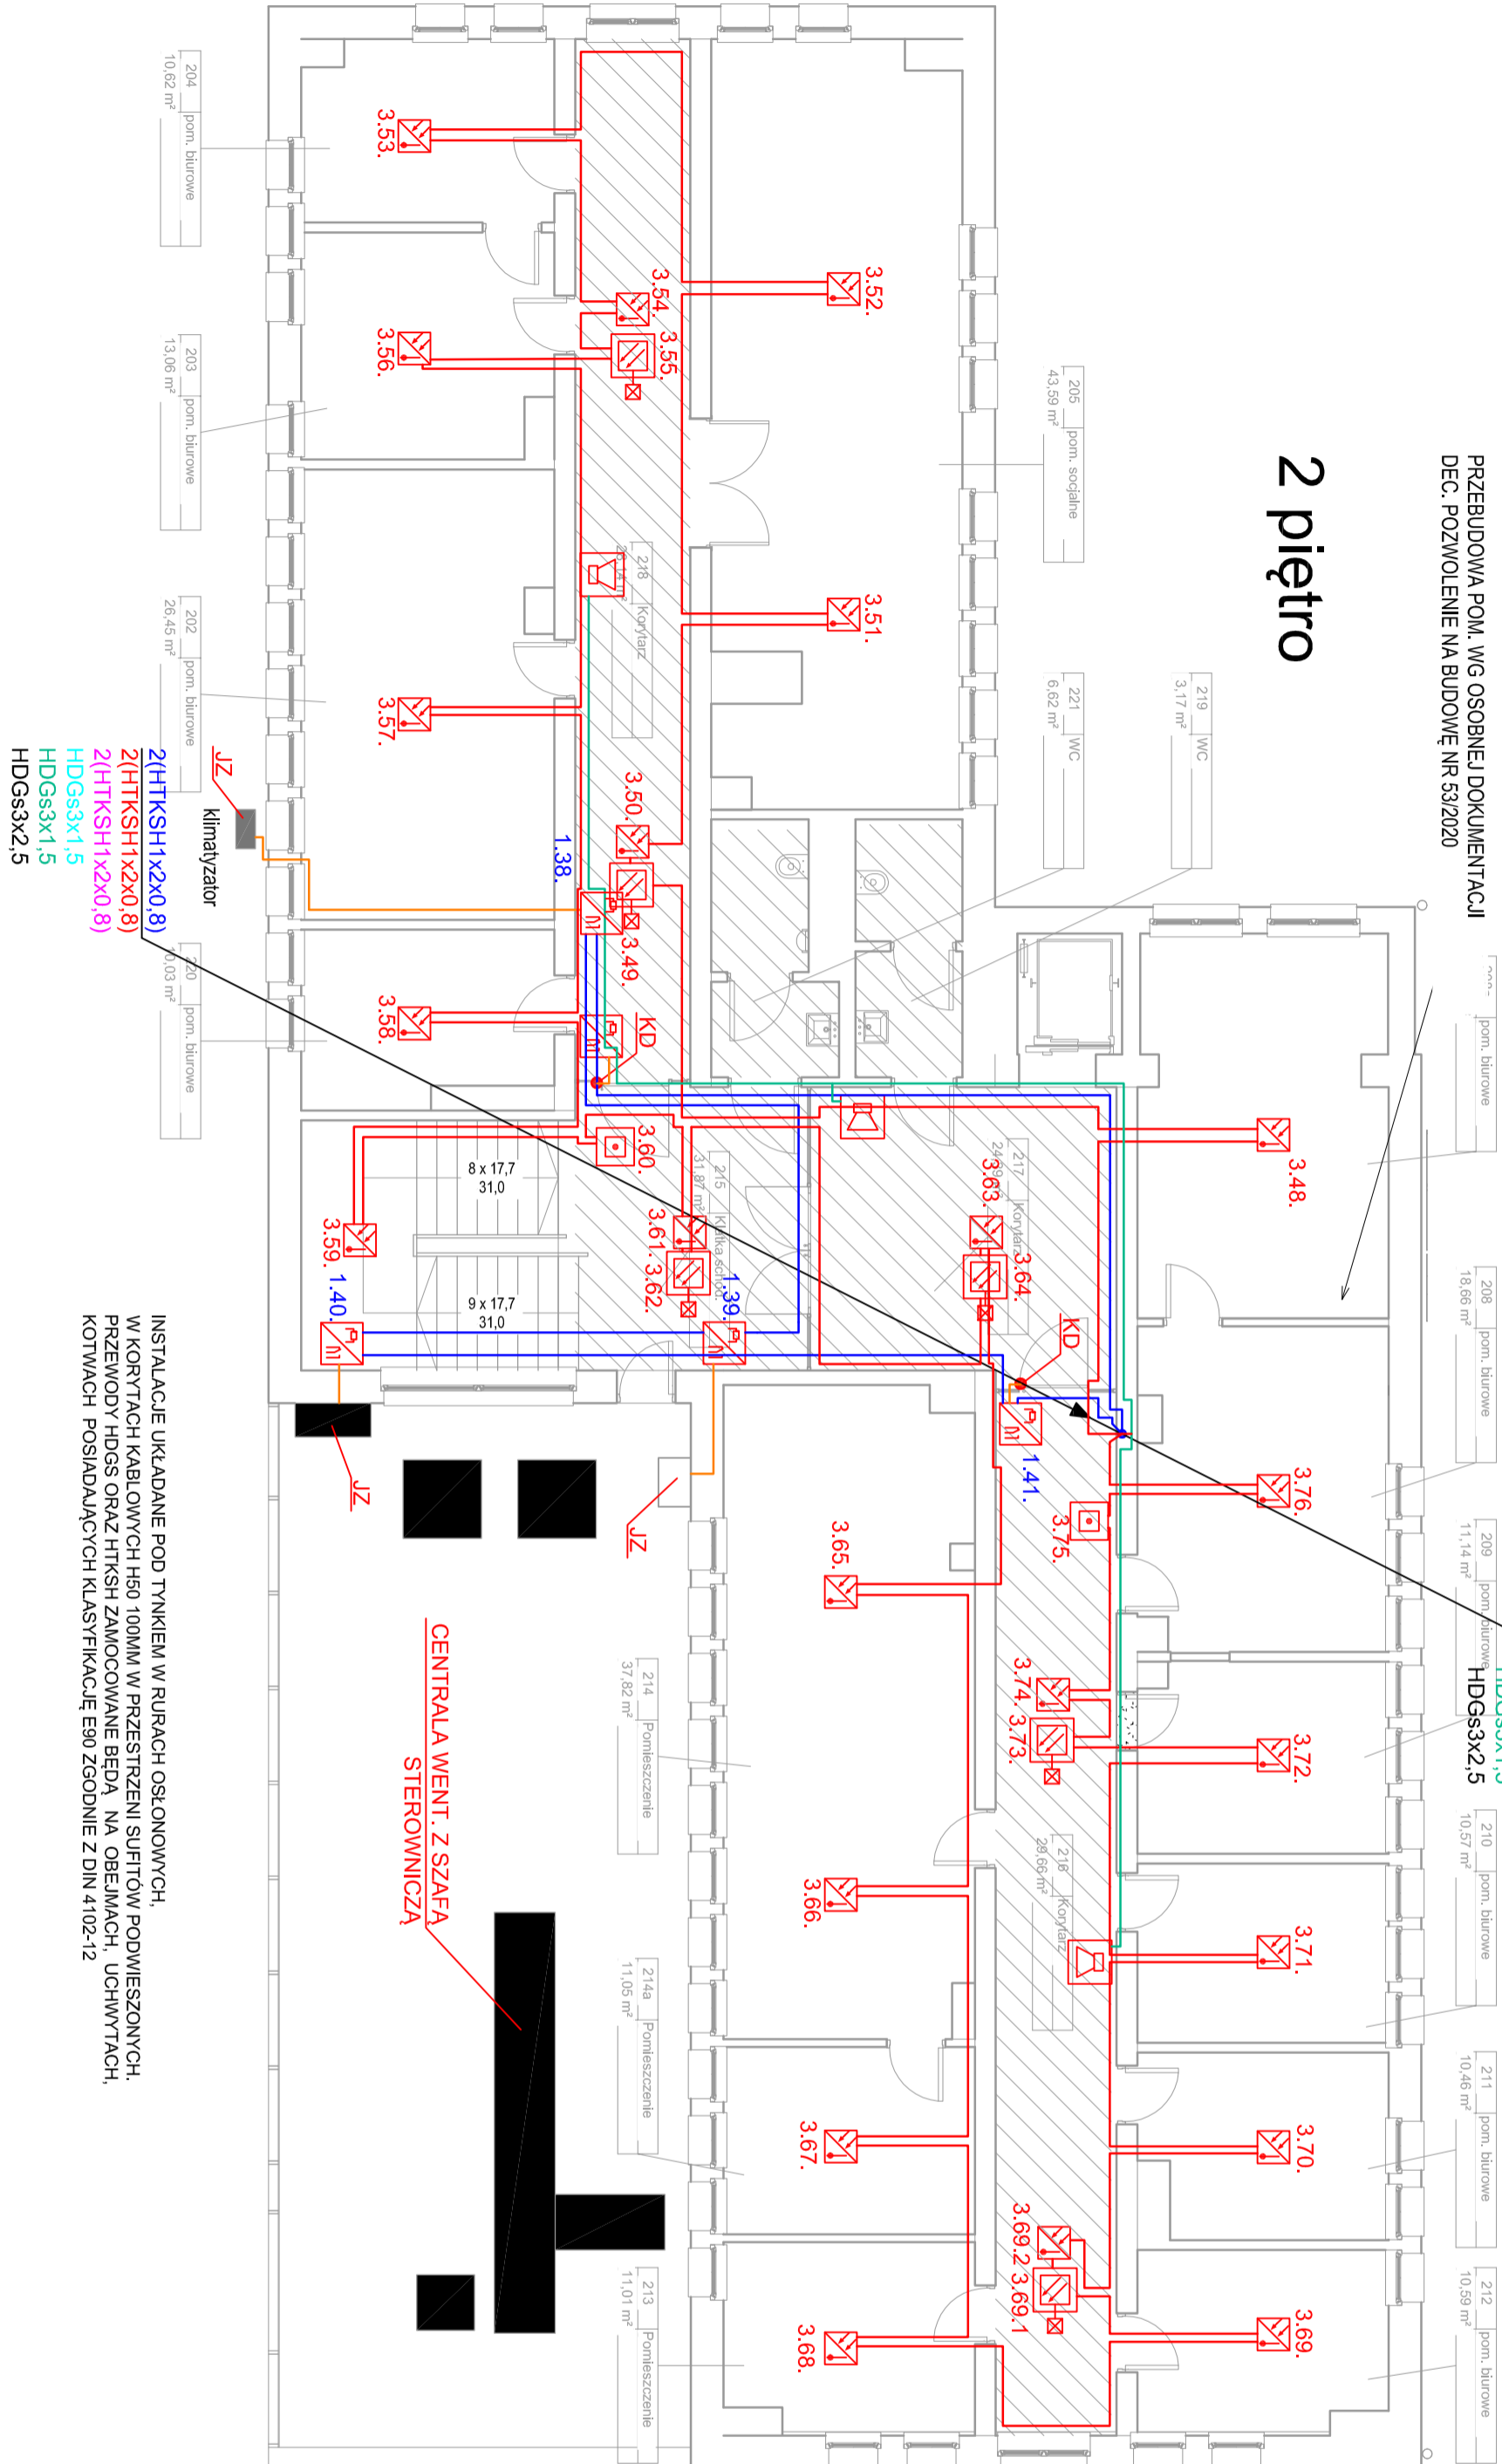 PRZEBUDOWA POM. WG OSOBNEJ DOKUMENTACJI
DEC. POZWOLENIE NA BUDOWĘ NR 53/2020
2 piętro
204 pom. biurowe
10,62 m²
203 pom. biurowe
13,06 m²
202 pom. biurowe
26,45 m²
220 pom. biurowe
10,03 m²
205 pom. socjalne
43,59 m²
221 WC
6,62 m²
219 WC
3,17 m²
pom. biurowe
208 pom. biurowe
18,66 m²
209 pom. biurowe
11,14 m²
210 pom. biurowe
10,57 m²
211 pom. biurowe
10,46 m²
212 pom. biurowe
10,59 m²
218 Korytarz
217 Korytarz
215 Klatka schod.
31,87 m²
216 Korytarz
29,66 m²
214 Pomieszczenie
37,82 m²
214a Pomieszczenie
11,05 m²
213 Pomieszczenie
11,01 m²
3.53.
3.52.
3.54.
3.55.
3.56.
3.51.
3.57.
3.50.
3.49.
1.38.
3.58.
KD
3.60.
3.59.
1.40.
3.61.
3.62.
1.39.
3.63.
3.64.
KD
1.41.
3.48.
3.76.
3.75.
3.74.
3.73.
3.72.
3.71.
3.70.
3.69.2
3.69.1
3.69.
3.65.
3.66.
3.67.
3.68.
8 x 17,7
31,0
9 x 17,7
31,0
JZ
klimatyzator
JZ
JZ
2(HTKSH1x2x0,8)
2(HTKSH1x2x0,8)
2(HTKSH1x2x0,8)
HDGs3x1,5
HDGs3x1,5
HDGs3x2,5
HDGs3x1,5
HDGs3x2,5
CENTRALA WENT. Z SZAFĄ
STEROWNICZĄ
INSTALACJE UKŁADANE POD TYNKIEM W RURACH OSŁONOWYCH,
W KORYTACH KABLOWYCH H50 100MM W PRZESTRZENI SUFITÓW PODWIESZONYCH.
PRZEWODY HDGS ORAZ HTKSH ZAMOCOWANE BĘDĄ NA OBEJMACH, UCHWYTACH,
KOTWACH POSIADAJĄCYCH KLASYFIKACJĘ E90 ZGODNIE Z DIN 4102-12